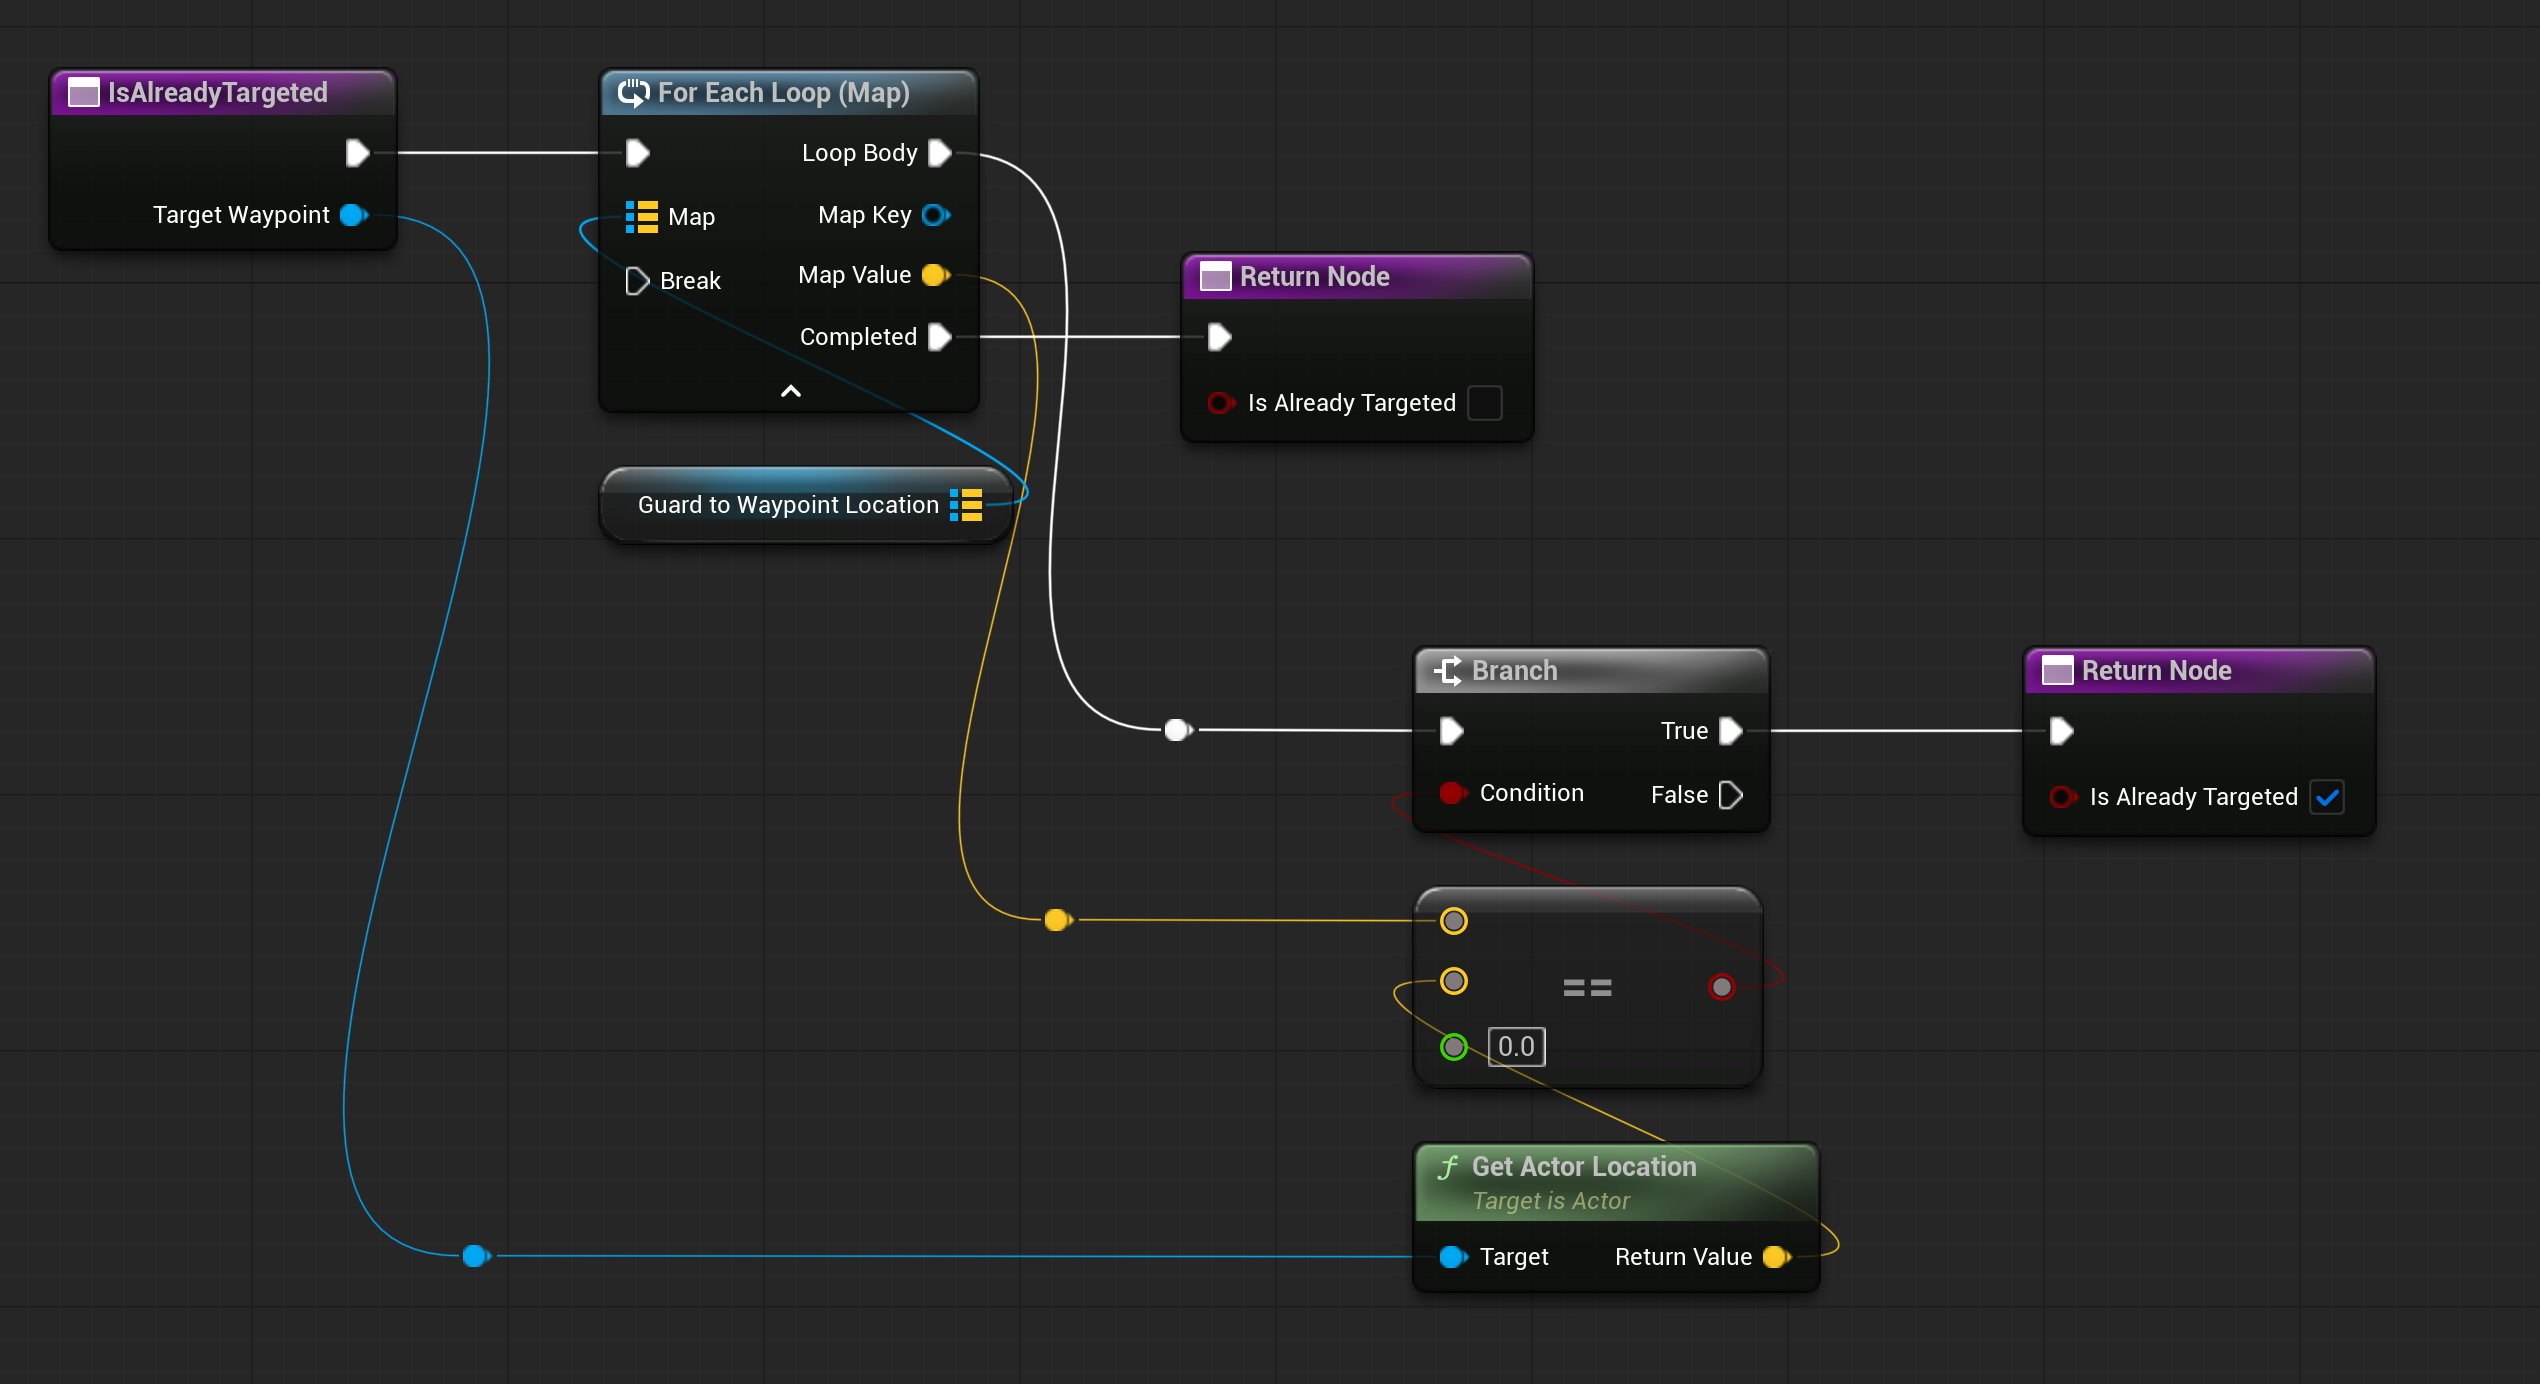 IsAlreadyTargeted
Target Waypoint
For Each Loop (Map)
Loop Body
Map
Map Key
Break
Map Value
Completed
Guard to Waypoint Location
Return Node
Is Already Targeted
Branch
True
Condition
False
Return Node
Is Already Targeted
==
0.0
f Get Actor Location
Target is Actor
Target
Return Value